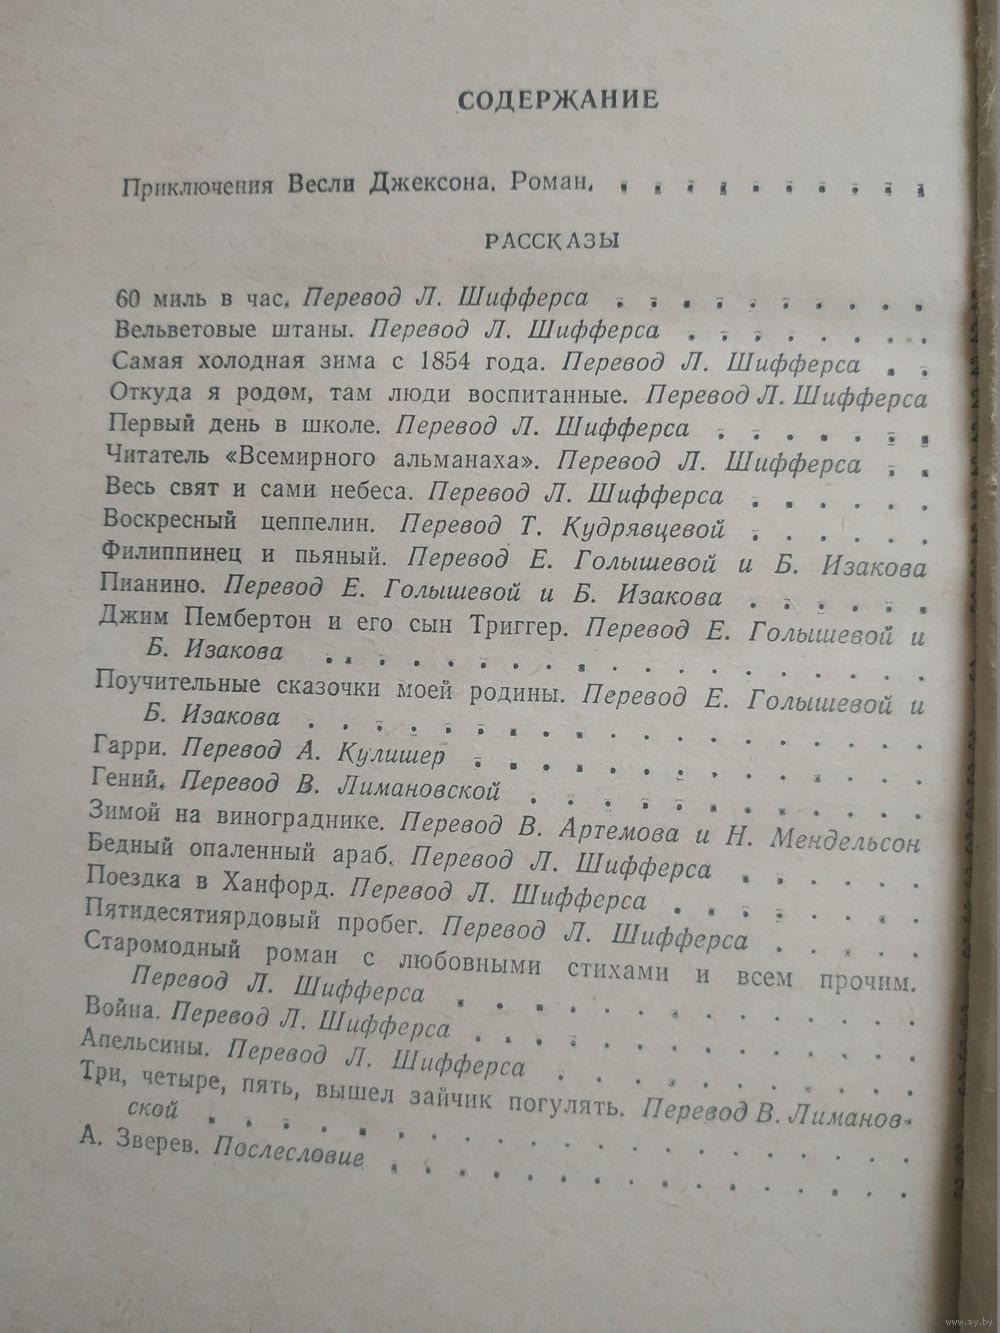 СОДЕРЖАНИЕ
Приключения Весли Джексона. Роман. . . . . . . . . . .
РАССКАЗЫ
60 миль в час. Перевод Л. Шифферса . . . . . . . . . .
Вельветовые штаны. Перевод Л. Шифферса . . . . . . . .
Самая холодная зима с 1854 года. Перевод Л. Шифферса . .
Откуда я родом, там люди воспитанные. Перевод Л. Шифферса
Первый день в школе. Перевод Л. Шифферса . . . . . . .
Читатель «Всемирного альманаха». Перевод Л. Шифферса . .
Весь свят и сами небеса. Перевод Л. Шифферса . . . . . .
Воскресный цеппелин. Перевод Т. Кудрявцевой . . . . . .
Филиппинец и пьяный. Перевод Е. Голышевой и Б. Изакова
Пианино. Перевод Е. Голышевой и Б. Изакова . . . . . .
Джим Пембертон и его сын Триггер. Перевод Е. Голышевой и
Б. Изакова . . . . . . . . . . . . . . . . . .
Поучительные сказочки моей родины. Перевод Е. Голышевой и
Б. Изакова . . . . . . . . . . . . . . . . . .
Гарри. Перевод А. Кулишер . . . . . . . . . . . . . .
Гений. Перевод В. Лимановской . . . . . . . . . . . .
Зимой на винограднике. Перевод В. Артемова и Н. Мендельсон
Бедный опаленный араб. Перевод Л. Шифферса . . . . . .
Поездка в Ханфорд. Перевод Л. Шифферса . . . . . . . .
Пятидесятиярдовый пробег. Перевод Л. Шифферса . . . . .
Старомодный роман с любовными стихами и всем прочим.
Перевод Л. Шифферса . . . . . . . . . . . . .
Война. Перевод Л. Шифферса . . . . . . . . . . . . .
Апельсины. Перевод Л. Шифферса . . . . . . . . . .
Три, четыре, пять, вышел зайчик погулять. Перевод В. Лиманов-
ской . . . . . . . . . . . . . . . . . . .
А. Зверев. Послесловие . . . . . . . . . . . . . . .
www.ay.by